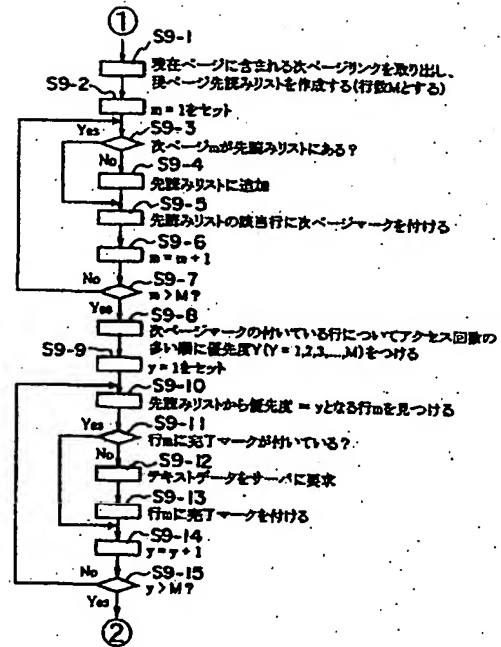 ①
S9-1
現在ページに含まれる次ページリンクを取り出し、
現ページ先読みリストを作成する(行数Mとする)
S9-2
m = 1をセット
Yes
S9-3
次ページmが先読みリストにある?
No
S9-4
先読みリストに追加
S9-5
先読みリストの該当行に次ページマークを付ける
S9-6
m = m + 1
No
S9-7
m > M ?
Yes
S9-8
次ページマークの付いている行についてアクセス回数の
多い順に優先度Y(Y = 1,2,3,...,M)をつける
S9-9
y = 1をセット
S9-10
先読みリストから優先度 = yとなる行mを見つける
Yes
S9-11
行mに完了マークが付いている?
No
S9-12
テキストデータをサーバに要求
S9-13
行mに完了マークを付ける
S9-14
y = y + 1
No
S9-15
y > M ?
Yes
②